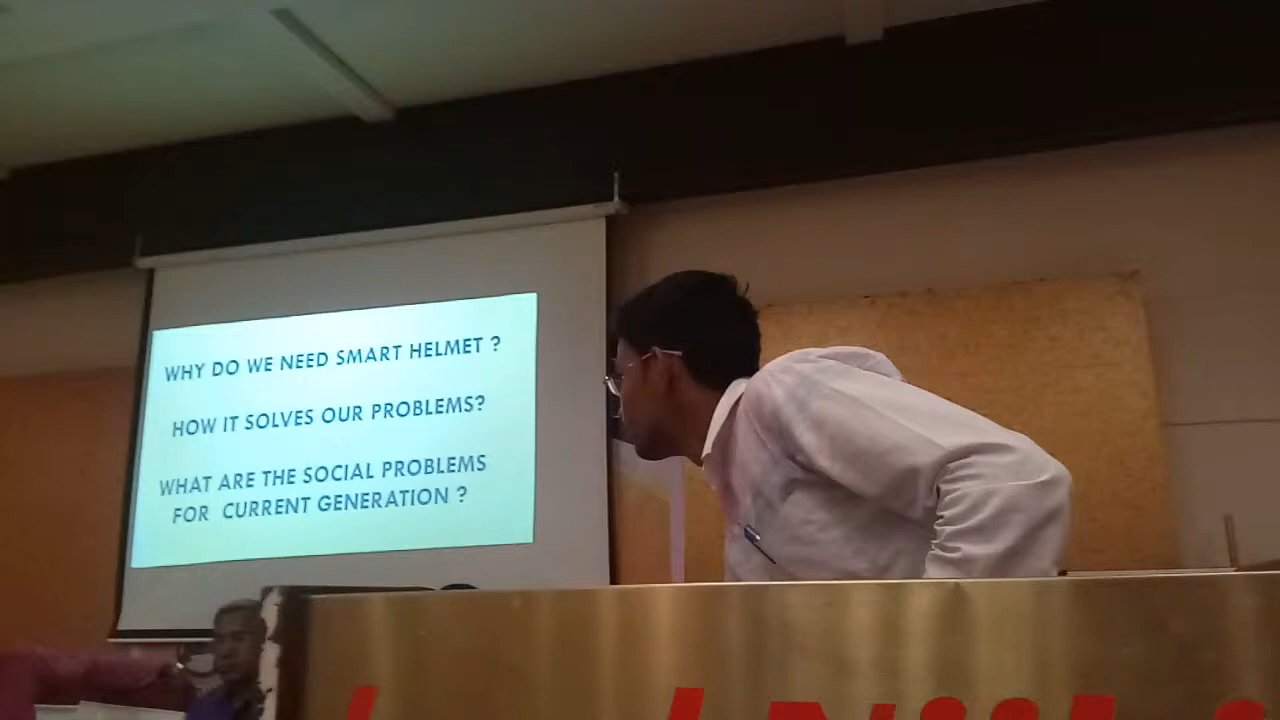 WHY DO WE NEED SMART HELMET ?
HOW IT SOLVES OUR PROBLEMS?
WHAT ARE THE SOCIAL PROBLEMS
FOR CURRENT GENERATION ?